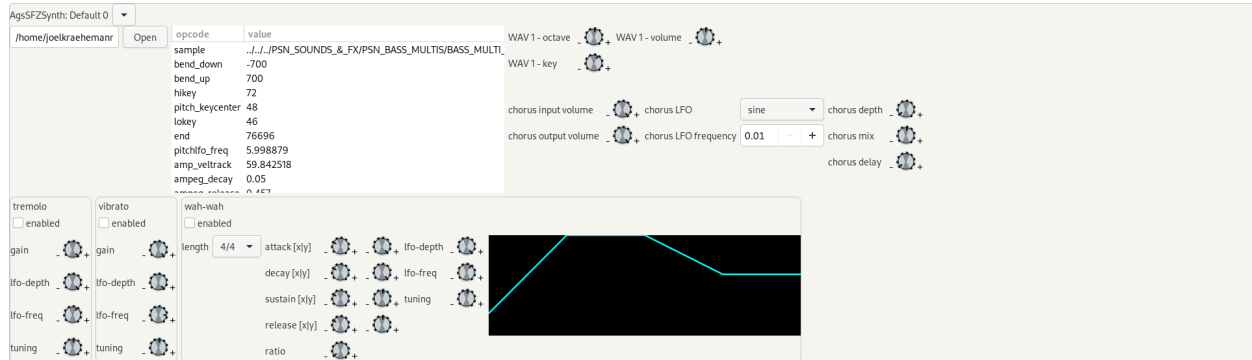 AgsSFZSynth: Default 0
/home/joelkraehemann Open
opcode value
sample ../../../PSN_SOUNDS_&_FX/PSN_BASS_MULTIS/BASS_MULTI_
bend_down -700
bend_up 700
hikey 72
pitch_keycenter 48
lokey 46
end 76696
pitchlfo_freq 5.998879
amp_veltrack 59.842518
ampeg_decay 0.05
ampeg_release 0.457
WAV 1 - octave - + WAV 1 - volume - +
WAV 1 - key - +
chorus input volume - + chorus LFO sine chorus depth - +
chorus output volume - + chorus LFO frequency 0.01 − + chorus mix - +
chorus delay - +
tremolo
enabled
gain - +
lfo-depth - +
lfo-freq - +
tuning - +
vibrato
enabled
gain - +
lfo-depth - +
lfo-freq - +
tuning - +
wah-wah
enabled
length 4/4 attack [x|y] - + - + lfo-depth - +
decay [x|y] - + - + lfo-freq - +
sustain [x|y] - + - + tuning - +
release [x|y] - + - +
ratio - +